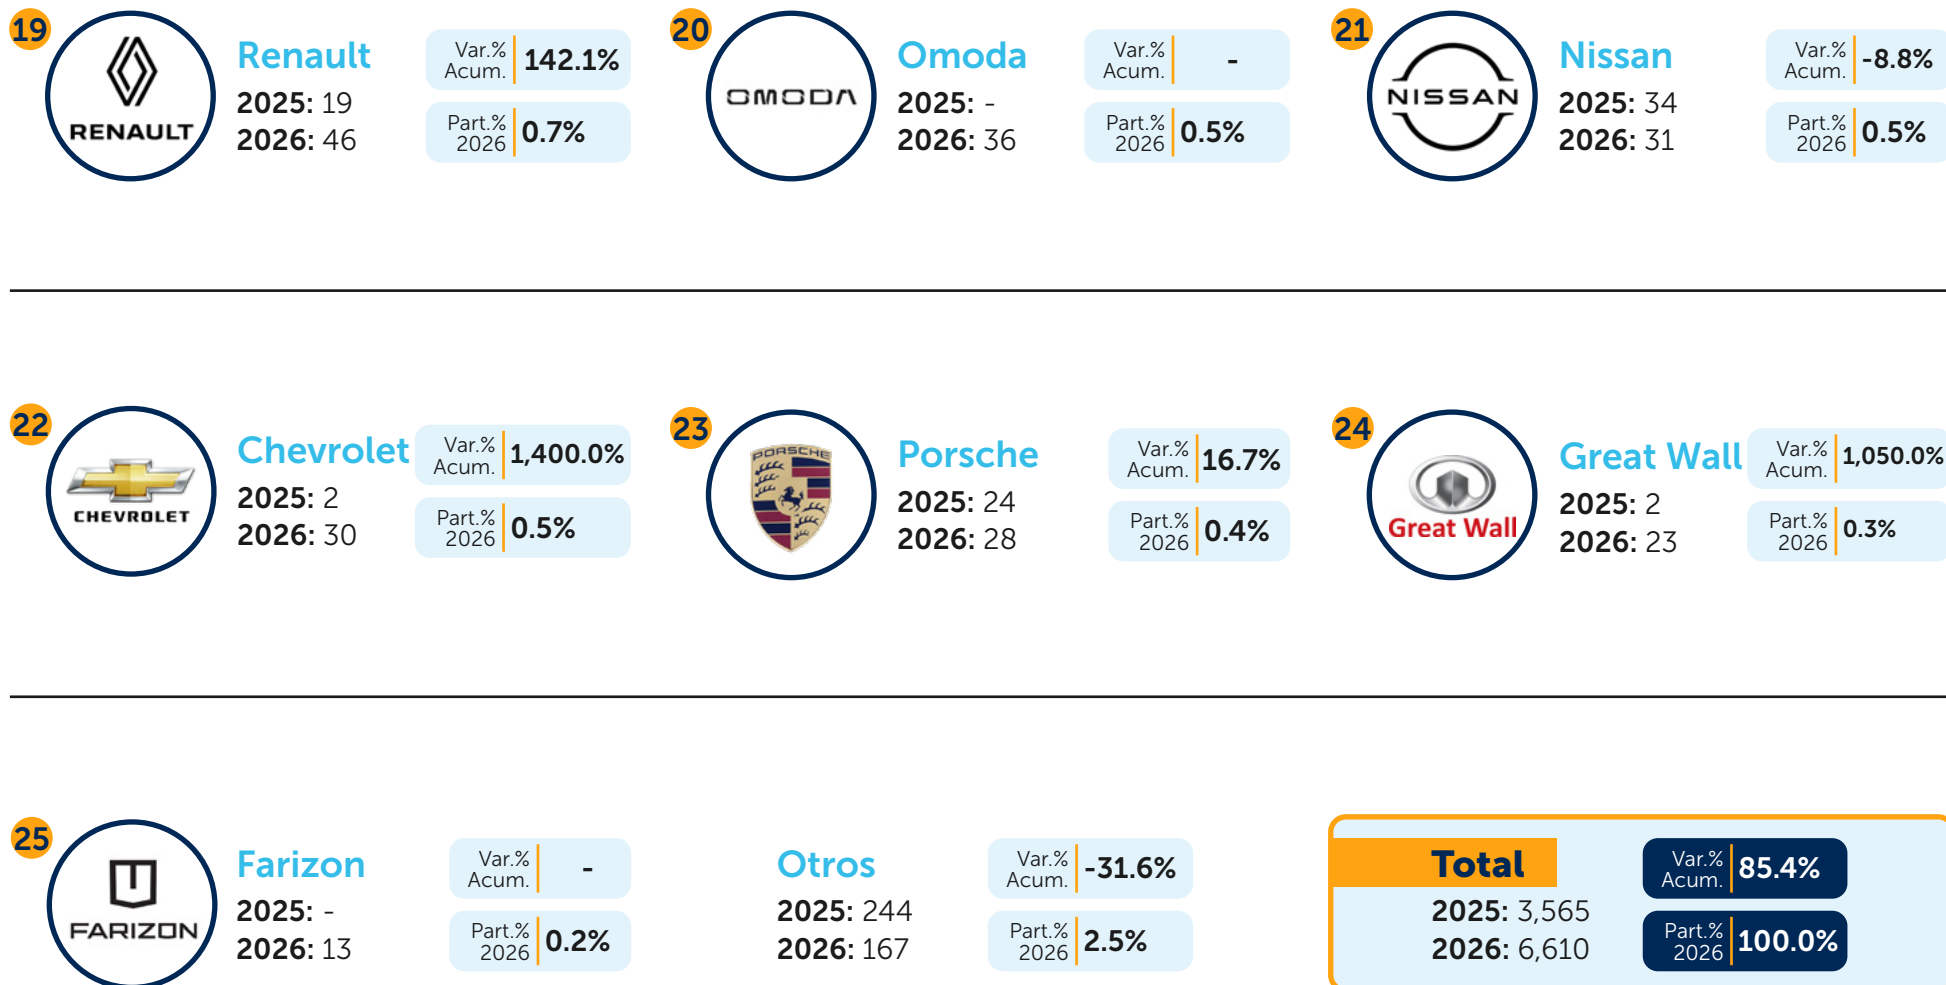 19
RENAULT
Renault
2025: 19
2026: 46
Var.%
Acum.
142.1%
Part.%
2026
0.7%
20
OMODA
Omoda
2025: -
2026: 36
Var.%
Acum.
-
Part.%
2026
0.5%
21
NISSAN
Nissan
2025: 34
2026: 31
Var.%
Acum.
-8.8%
Part.%
2026
0.5%
22
CHEVROLET
Chevrolet
2025: 2
2026: 30
Var.%
Acum.
1,400.0%
Part.%
2026
0.5%
23
PORSCHE
Porsche
2025: 24
2026: 28
Var.%
Acum.
16.7%
Part.%
2026
0.4%
24
Great Wall
Great Wall
2025: 2
2026: 23
Var.%
Acum.
1,050.0%
Part.%
2026
0.3%
25
FARIZON
Farizon
2025: -
2026: 13
Var.%
Acum.
-
Part.%
2026
0.2%
Otros
2025: 244
2026: 167
Var.%
Acum.
-31.6%
Part.%
2026
2.5%
Total
2025: 3,565
2026: 6,610
Var.%
Acum.
85.4%
Part.%
2026
100.0%